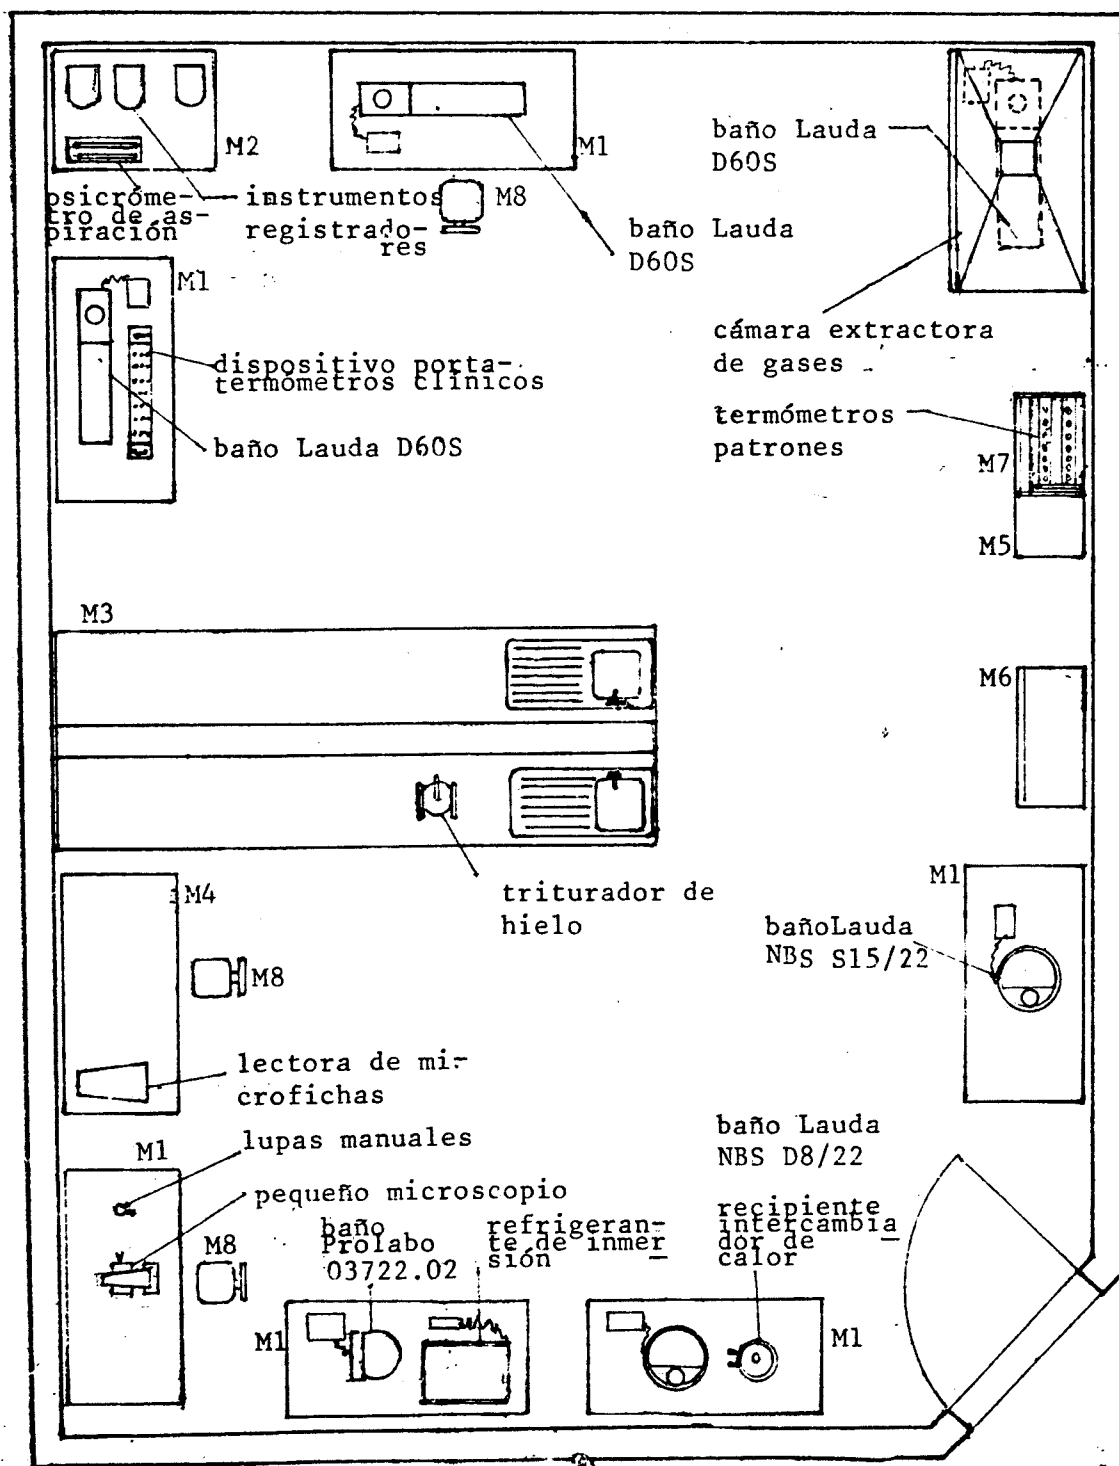 M2
psicróme-
tro de as-
piración
instrumentos
registrado-
res
M1
M8
baño Lauda
D60S
baño Lauda
D60S
cámara extractora
de gases
M1
dispositivo porta-
termómetros clínicos
baño Lauda D60S
termómetros
patrones
M7
M5
M3
M6
triturador de
hielo
M4
M8
lectora de mi-
crofichas
M1
bañoLauda
NBS S15/22
M1
lupas manuales
pequeño microscopio
M8
baño
Prolabo
03722.02
refrigeran-
te de inmer
sión
M1
baño Lauda
NBS D8/22
recipiente
intercambia
dor de
calor
M1